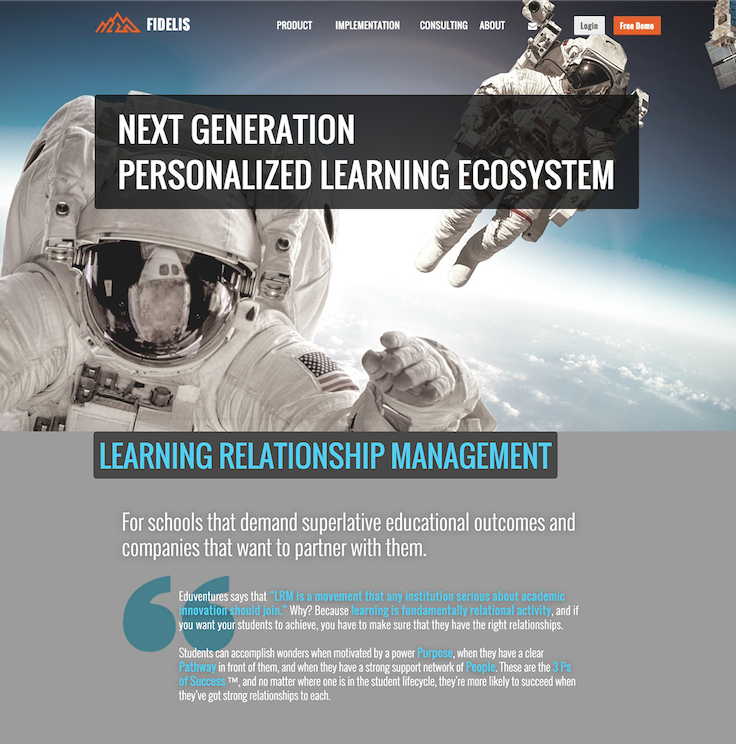 FIDELIS
PRODUCT IMPLEMENTATION CONSULTING ABOUT Login Free Demo
NEXT GENERATION
PERSONALIZED LEARNING ECOSYSTEM
LEARNING RELATIONSHIP MANAGEMENT
For schools that demand superlative educational outcomes and
companies that want to partner with them.
Eduventures says that “LRM is a movement that any institution serious about academic
innovation should join.” Why? Because learning is fundamentally relational activity, and if
you want your students to achieve, you have to make sure that they have the right relationships.
Students can accomplish wonders when motivated by a power Purpose, when they have a clear
Pathway in front of them, and when they have a strong support network of People. These are the 3 Ps
of Success ™, and no matter where one is in the student lifecycle, they're more likely to succeed when
they've got strong relationships to each.